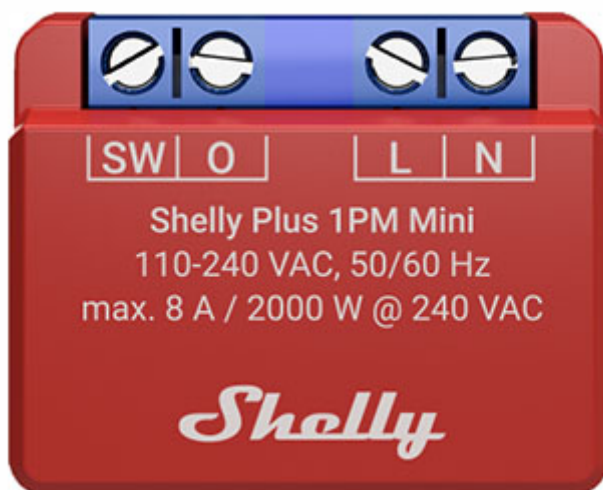 SW O L N
Shelly Plus 1PM Mini
110-240 VAC, 50/60 Hz
max. 8 A / 2000 W @ 240 VAC
Shelly